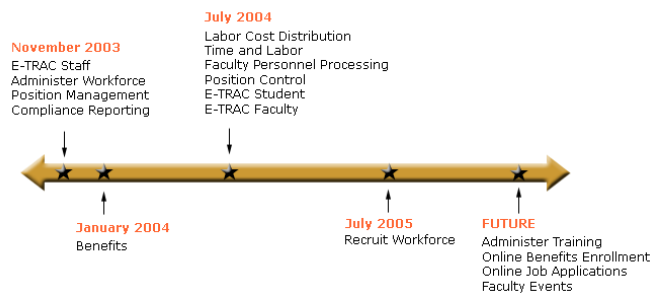 November 2003
E-TRAC Staff
Administer Workforce
Position Management
Compliance Reporting
July 2004
Labor Cost Distribution
Time and Labor
Faculty Personnel Processing
Position Control
E-TRAC Student
E-TRAC Faculty
January 2004
Benefits
July 2005
Recruit Workforce
FUTURE
Administer Training
Online Benefits Enrollment
Online Job Applications
Faculty Events